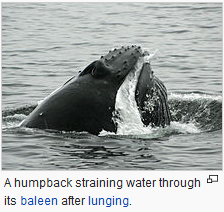 A humpback straining water through
its baleen after lunging.